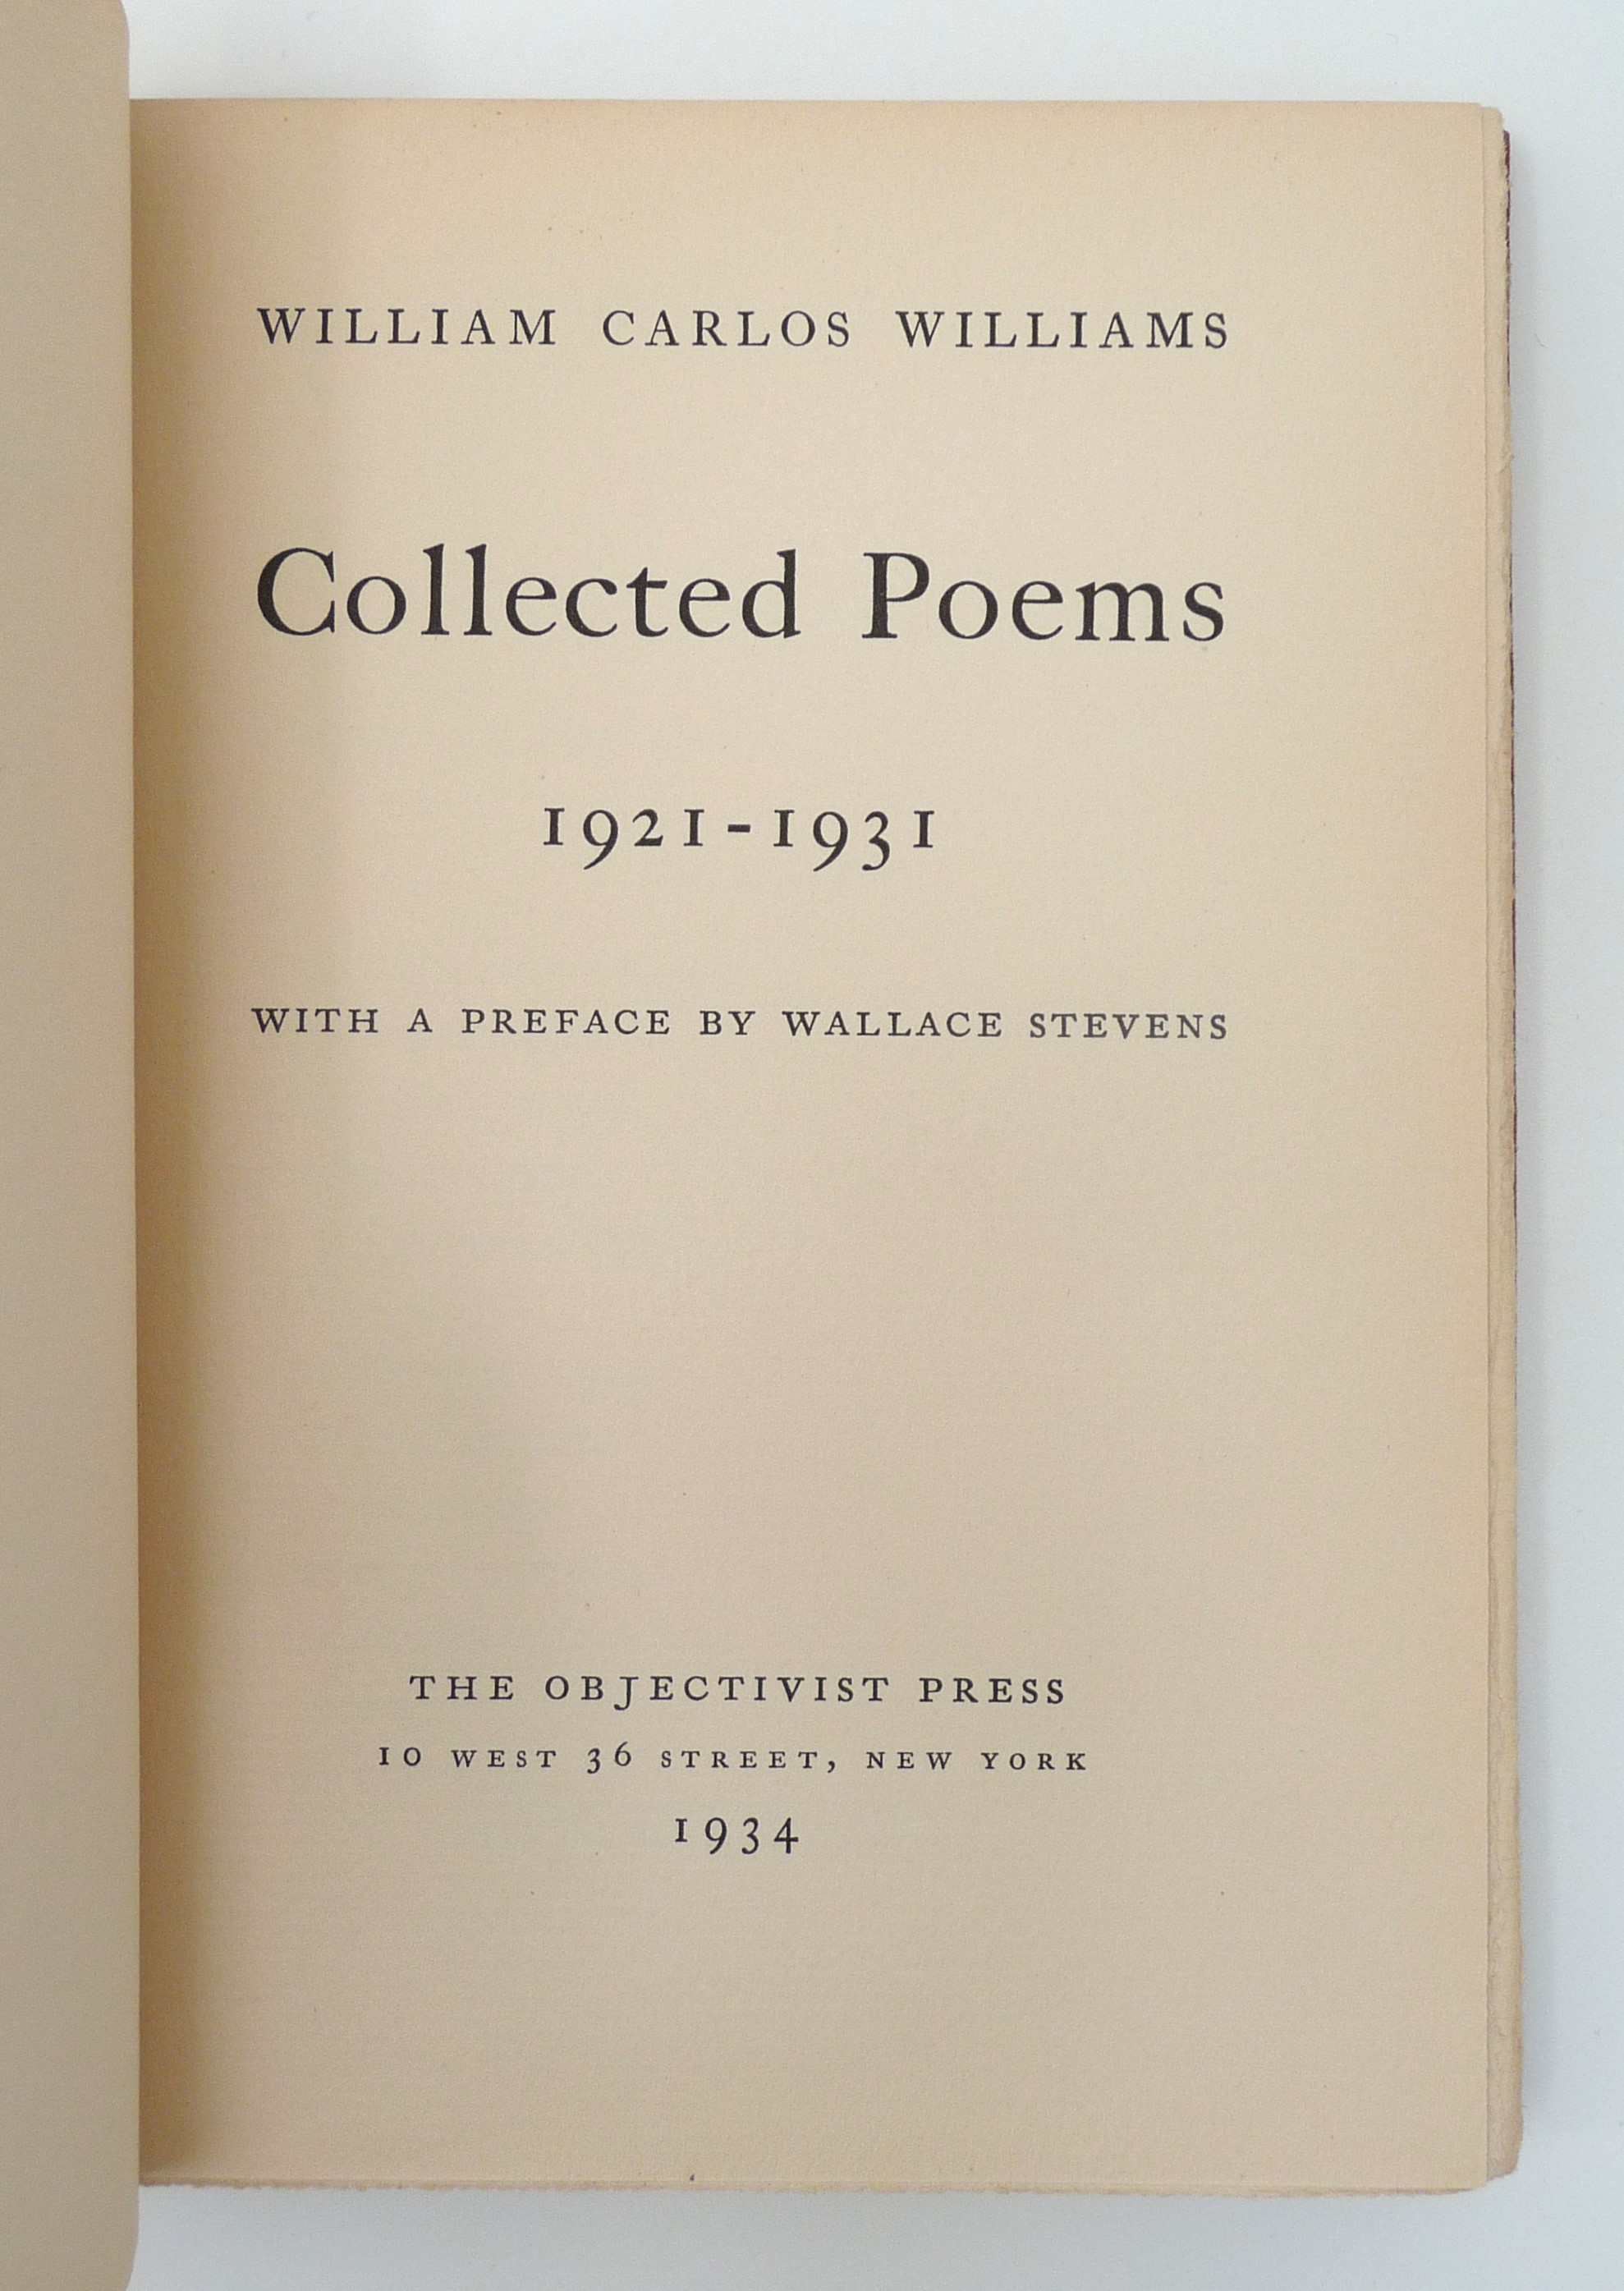 WILLIAM CARLOS WILLIAMS
Collected Poems
1921-1931
WITH A PREFACE BY WALLACE STEVENS
THE OBJECTIVIST PRESS
10 WEST 36 STREET, NEW YORK
1934